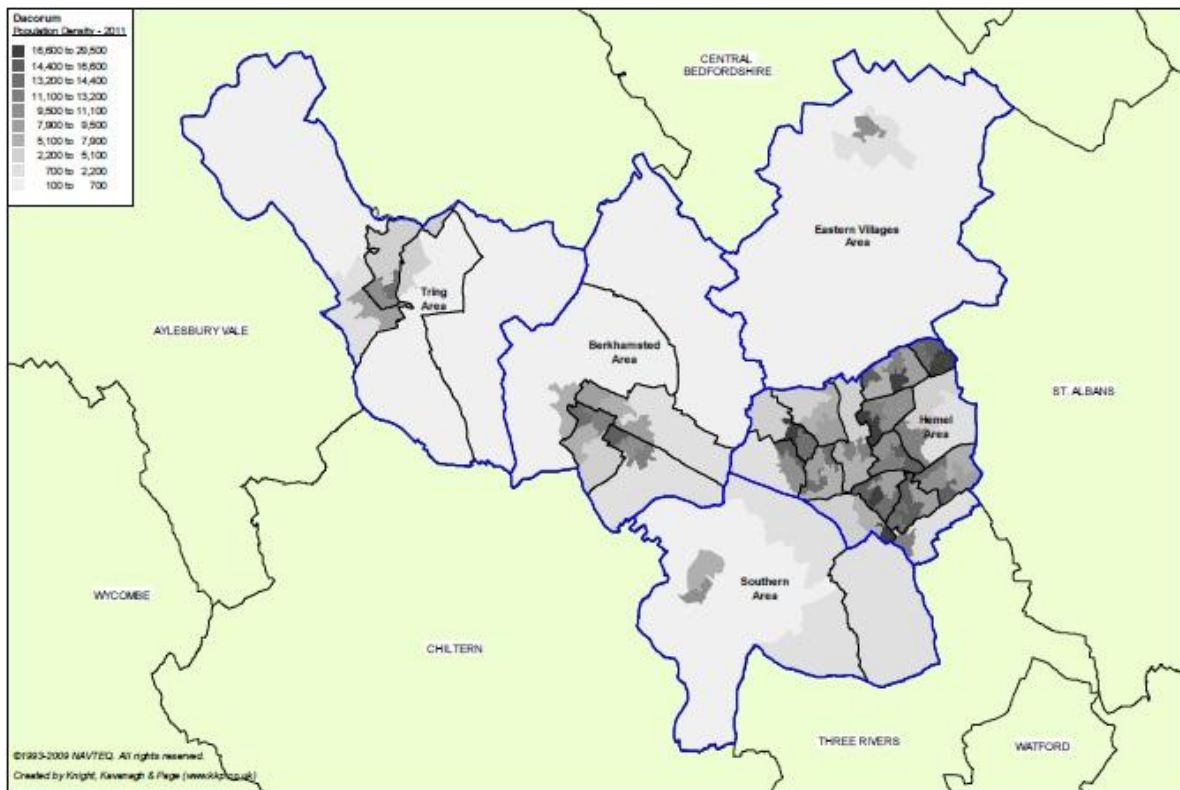 Dacorum
Population Density - 2011
16,600 to 29,500
14,400 to 16,600
13,200 to 14,400
11,100 to 13,200
9,500 to 11,100
7,900 to 9,500
5,100 to 7,900
2,200 to 5,100
700 to 2,200
100 to 700
CENTRAL
BEDFORDSHIRE
Eastern Villages
Area
Tring
Area
AYLESBURY VALE
Berkhamsted
Area
ST. ALBANS
Hemel
Area
Southern
Area
WYCOMBE
CHILTERN
THREE RIVERS
WATFORD
©1993-2009 NAVTEQ. All rights reserved.
Created by Knight, Kavanagh & Page (www.kkp.co.uk)